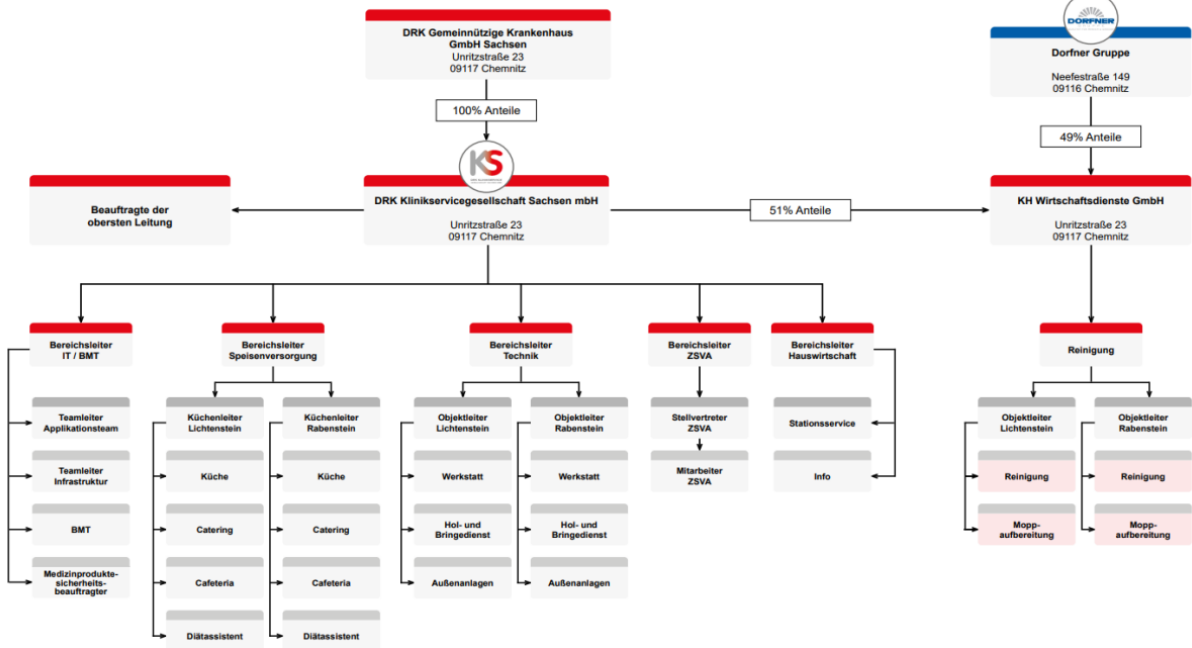 DRK Gemeinnützige Krankenhaus
GmbH Sachsen
Unritzstraße 23
09117 Chemnitz
DORFNER
Dorfner Gruppe
Neefestraße 149
09116 Chemnitz
100% Anteile
49% Anteile
KS
Beauftragte der
obersten Leitung
DRK Klinikservicegesellschaft Sachsen mbH
Unritzstraße 23
09117 Chemnitz
51% Anteile
KH Wirtschaftsdienste GmbH
Unritzstraße 23
09117 Chemnitz
Bereichsleiter
IT / BMT
Bereichsleiter
Speisenversorgung
Bereichsleiter
Technik
Bereichsleiter
ZSVA
Bereichsleiter
Hauswirtschaft
Reinigung
Teamleiter
Applikationsteam
Küchenleiter
Lichtenstein
Küchenleiter
Rabenstein
Objektleiter
Lichtenstein
Objektleiter
Rabenstein
Stellvertreter
ZSVA
Stationsservice
Objektleiter
Lichtenstein
Objektleiter
Rabenstein
Teamleiter
Infrastruktur
Küche
Küche
Werkstatt
Werkstatt
Mitarbeiter
ZSVA
Info
Reinigung
Reinigung
BMT
Catering
Catering
Hol- und
Bringedienst
Hol- und
Bringedienst
Mopp-
aufbereitung
Mopp-
aufbereitung
Medizinprodukte-
sicherheits-
beauftragter
Cafeteria
Cafeteria
Außenanlagen
Außenanlagen
Diätassistent
Diätassistent